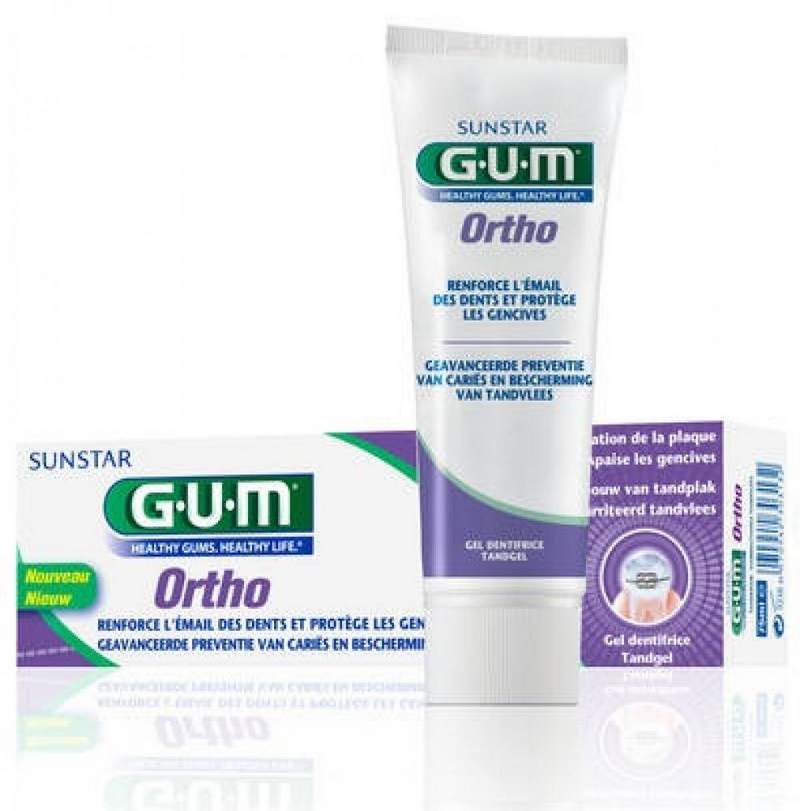 SUNSTAR
G·U·M®
HEALTHY GUMS. HEALTHY LIFE.®
Ortho
RENFORCE L'ÉMAIL
DES DENTS ET PROTÈGE
LES GENCIVES
GEAVANCEERDE PREVENTIE
VAN CARIËS EN BESCHERMING
VAN TANDVLEES
GEL DENTIFRICE
TANDGEL
SUNSTAR
G·U·M®
HEALTHY GUMS. HEALTHY LIFE.®
Nouveau
Nieuw
Ortho
RENFORCE L'ÉMAIL DES DENTS ET PROTÈGE LES GEN
GEAVANCEERDE PREVENTIE VAN CARIËS EN BESCHERMI
ation de la plaque
paise les gencives
ouw van tandplak
rriteerd tandvlees
Gel dentifrice
Tandgel
G·U·M Ortho
75ml e